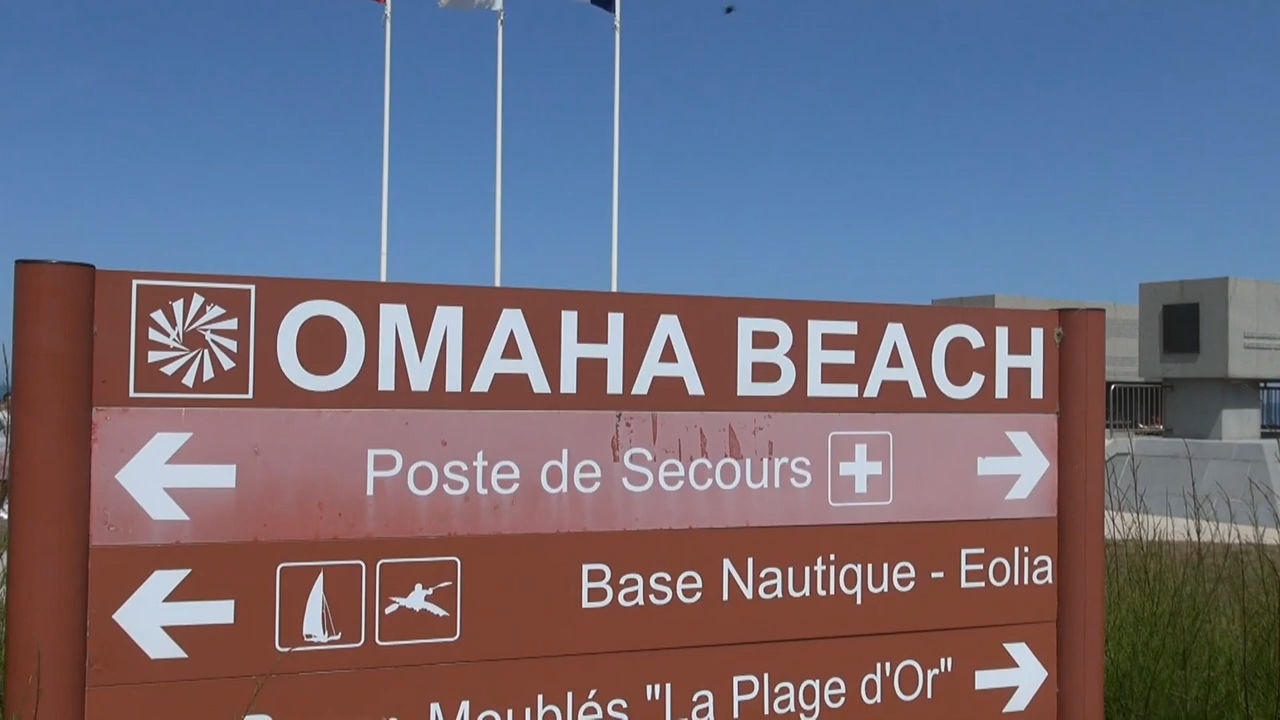 OMAHA BEACH
Poste de Secours
Base Nautique - Eolia
Meublés "La Plage d'Or"